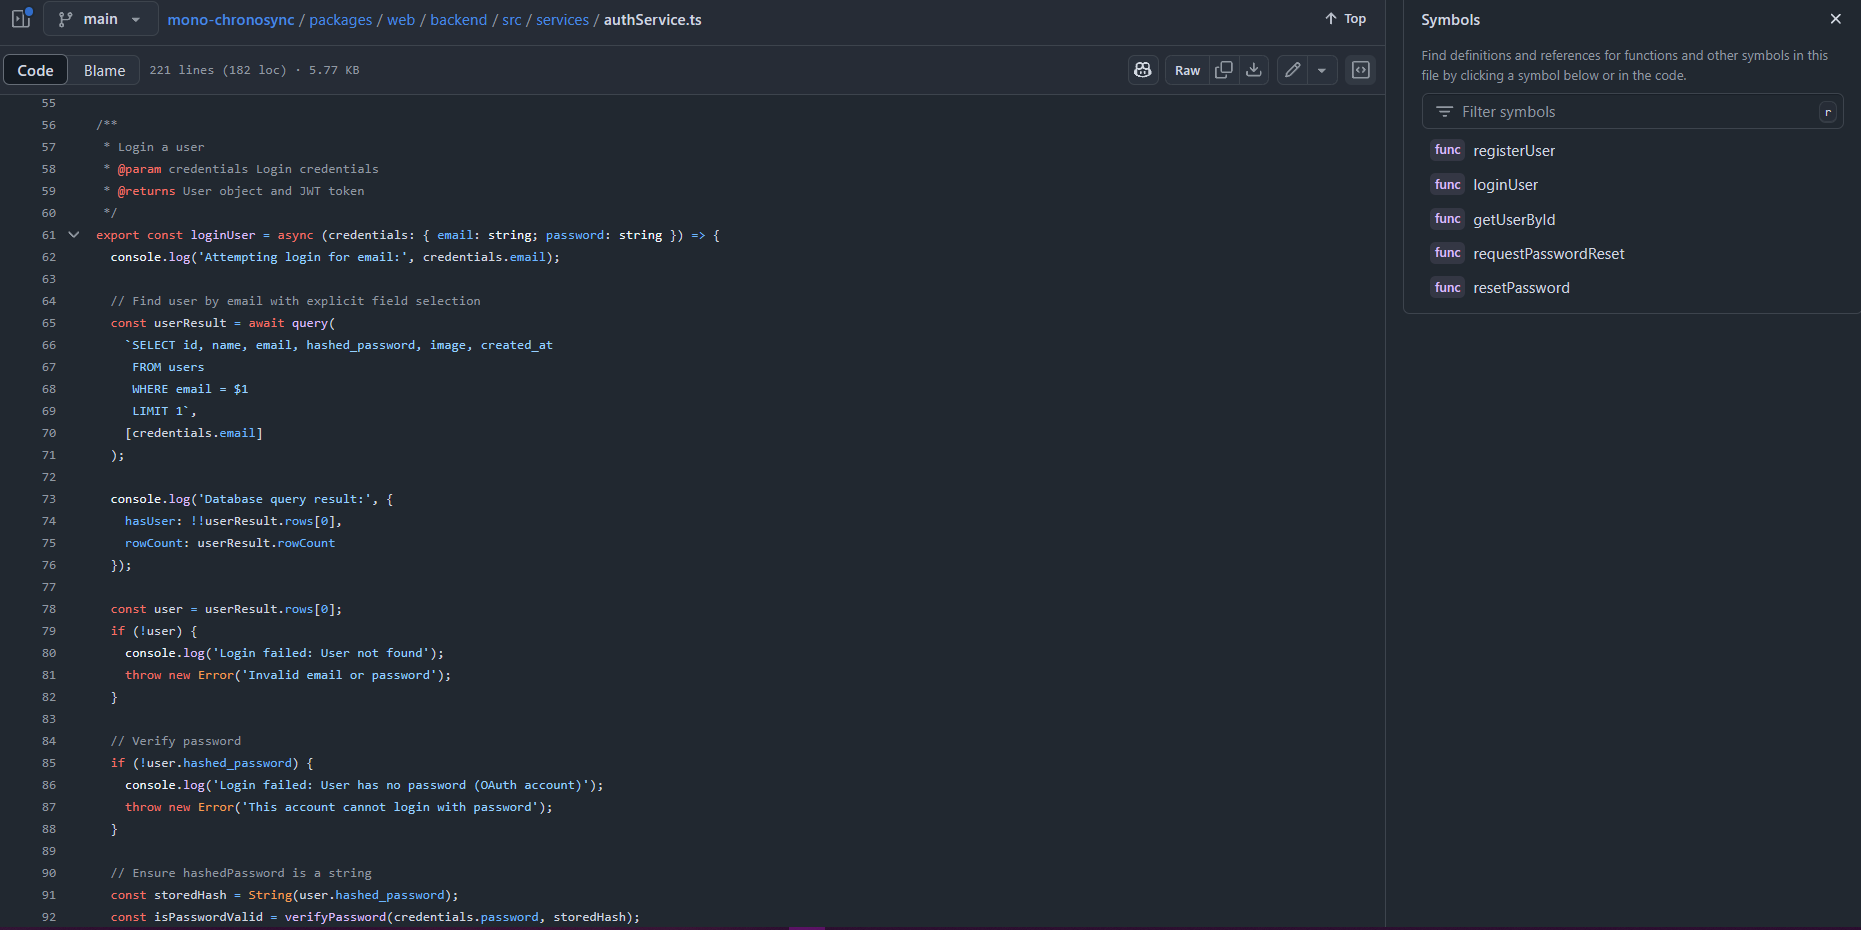 main
mono-chronosync / packages / web / backend / src / services / authService.ts
Top
Code
Blame
221 lines (182 loc) · 5.77 KB
Raw
55
56 /**
57 * Login a user
58 * @param credentials Login credentials
59 * @returns User object and JWT token
60 */
61 export const loginUser = async (credentials: { email: string; password: string }) => {
62 console.log('Attempting login for email:', credentials.email);
63
64 // Find user by email with explicit field selection
65 const userResult = await query(
66 `SELECT id, name, email, hashed_password, image, created_at
67 FROM users
68 WHERE email = $1
69 LIMIT 1`,
70 [credentials.email]
71 );
72
73 console.log('Database query result:', {
74 hasUser: !!userResult.rows[0],
75 rowCount: userResult.rowCount
76 });
77
78 const user = userResult.rows[0];
79 if (!user) {
80 console.log('Login failed: User not found');
81 throw new Error('Invalid email or password');
82 }
83
84 // Verify password
85 if (!user.hashed_password) {
86 console.log('Login failed: User has no password (OAuth account)');
87 throw new Error('This account cannot login with password');
88 }
89
90 // Ensure hashedPassword is a string
91 const storedHash = String(user.hashed_password);
92 const isPasswordValid = verifyPassword(credentials.password, storedHash);
Symbols
Find definitions and references for functions and other symbols in this
file by clicking a symbol below or in the code.
Filter symbols
r
func registerUser
func loginUser
func getUserById
func requestPasswordReset
func resetPassword